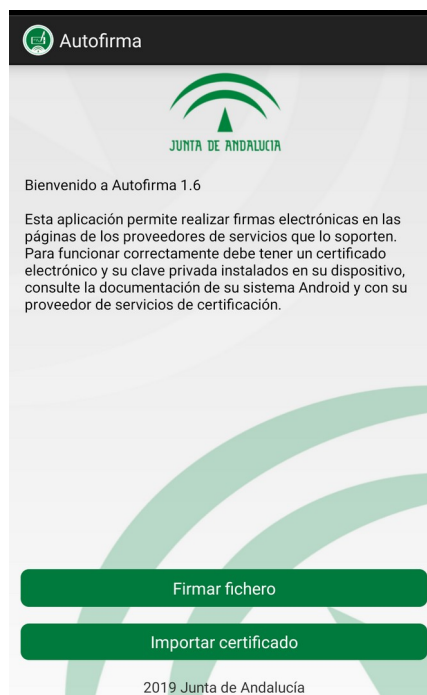 Autofirma
JUNTA DE ANDALUCIA
Bienvenido a Autofirma 1.6
Esta aplicación permite realizar firmas electrónicas en las
páginas de los proveedores de servicios que lo soporten.
Para funcionar correctamente debe tener un certificado
electrónico y su clave privada instalados en su dispositivo,
consulte la documentación de su sistema Android y con su
proveedor de servicios de certificación.
Firmar fichero
Importar certificado
2019 Junta de Andalucía